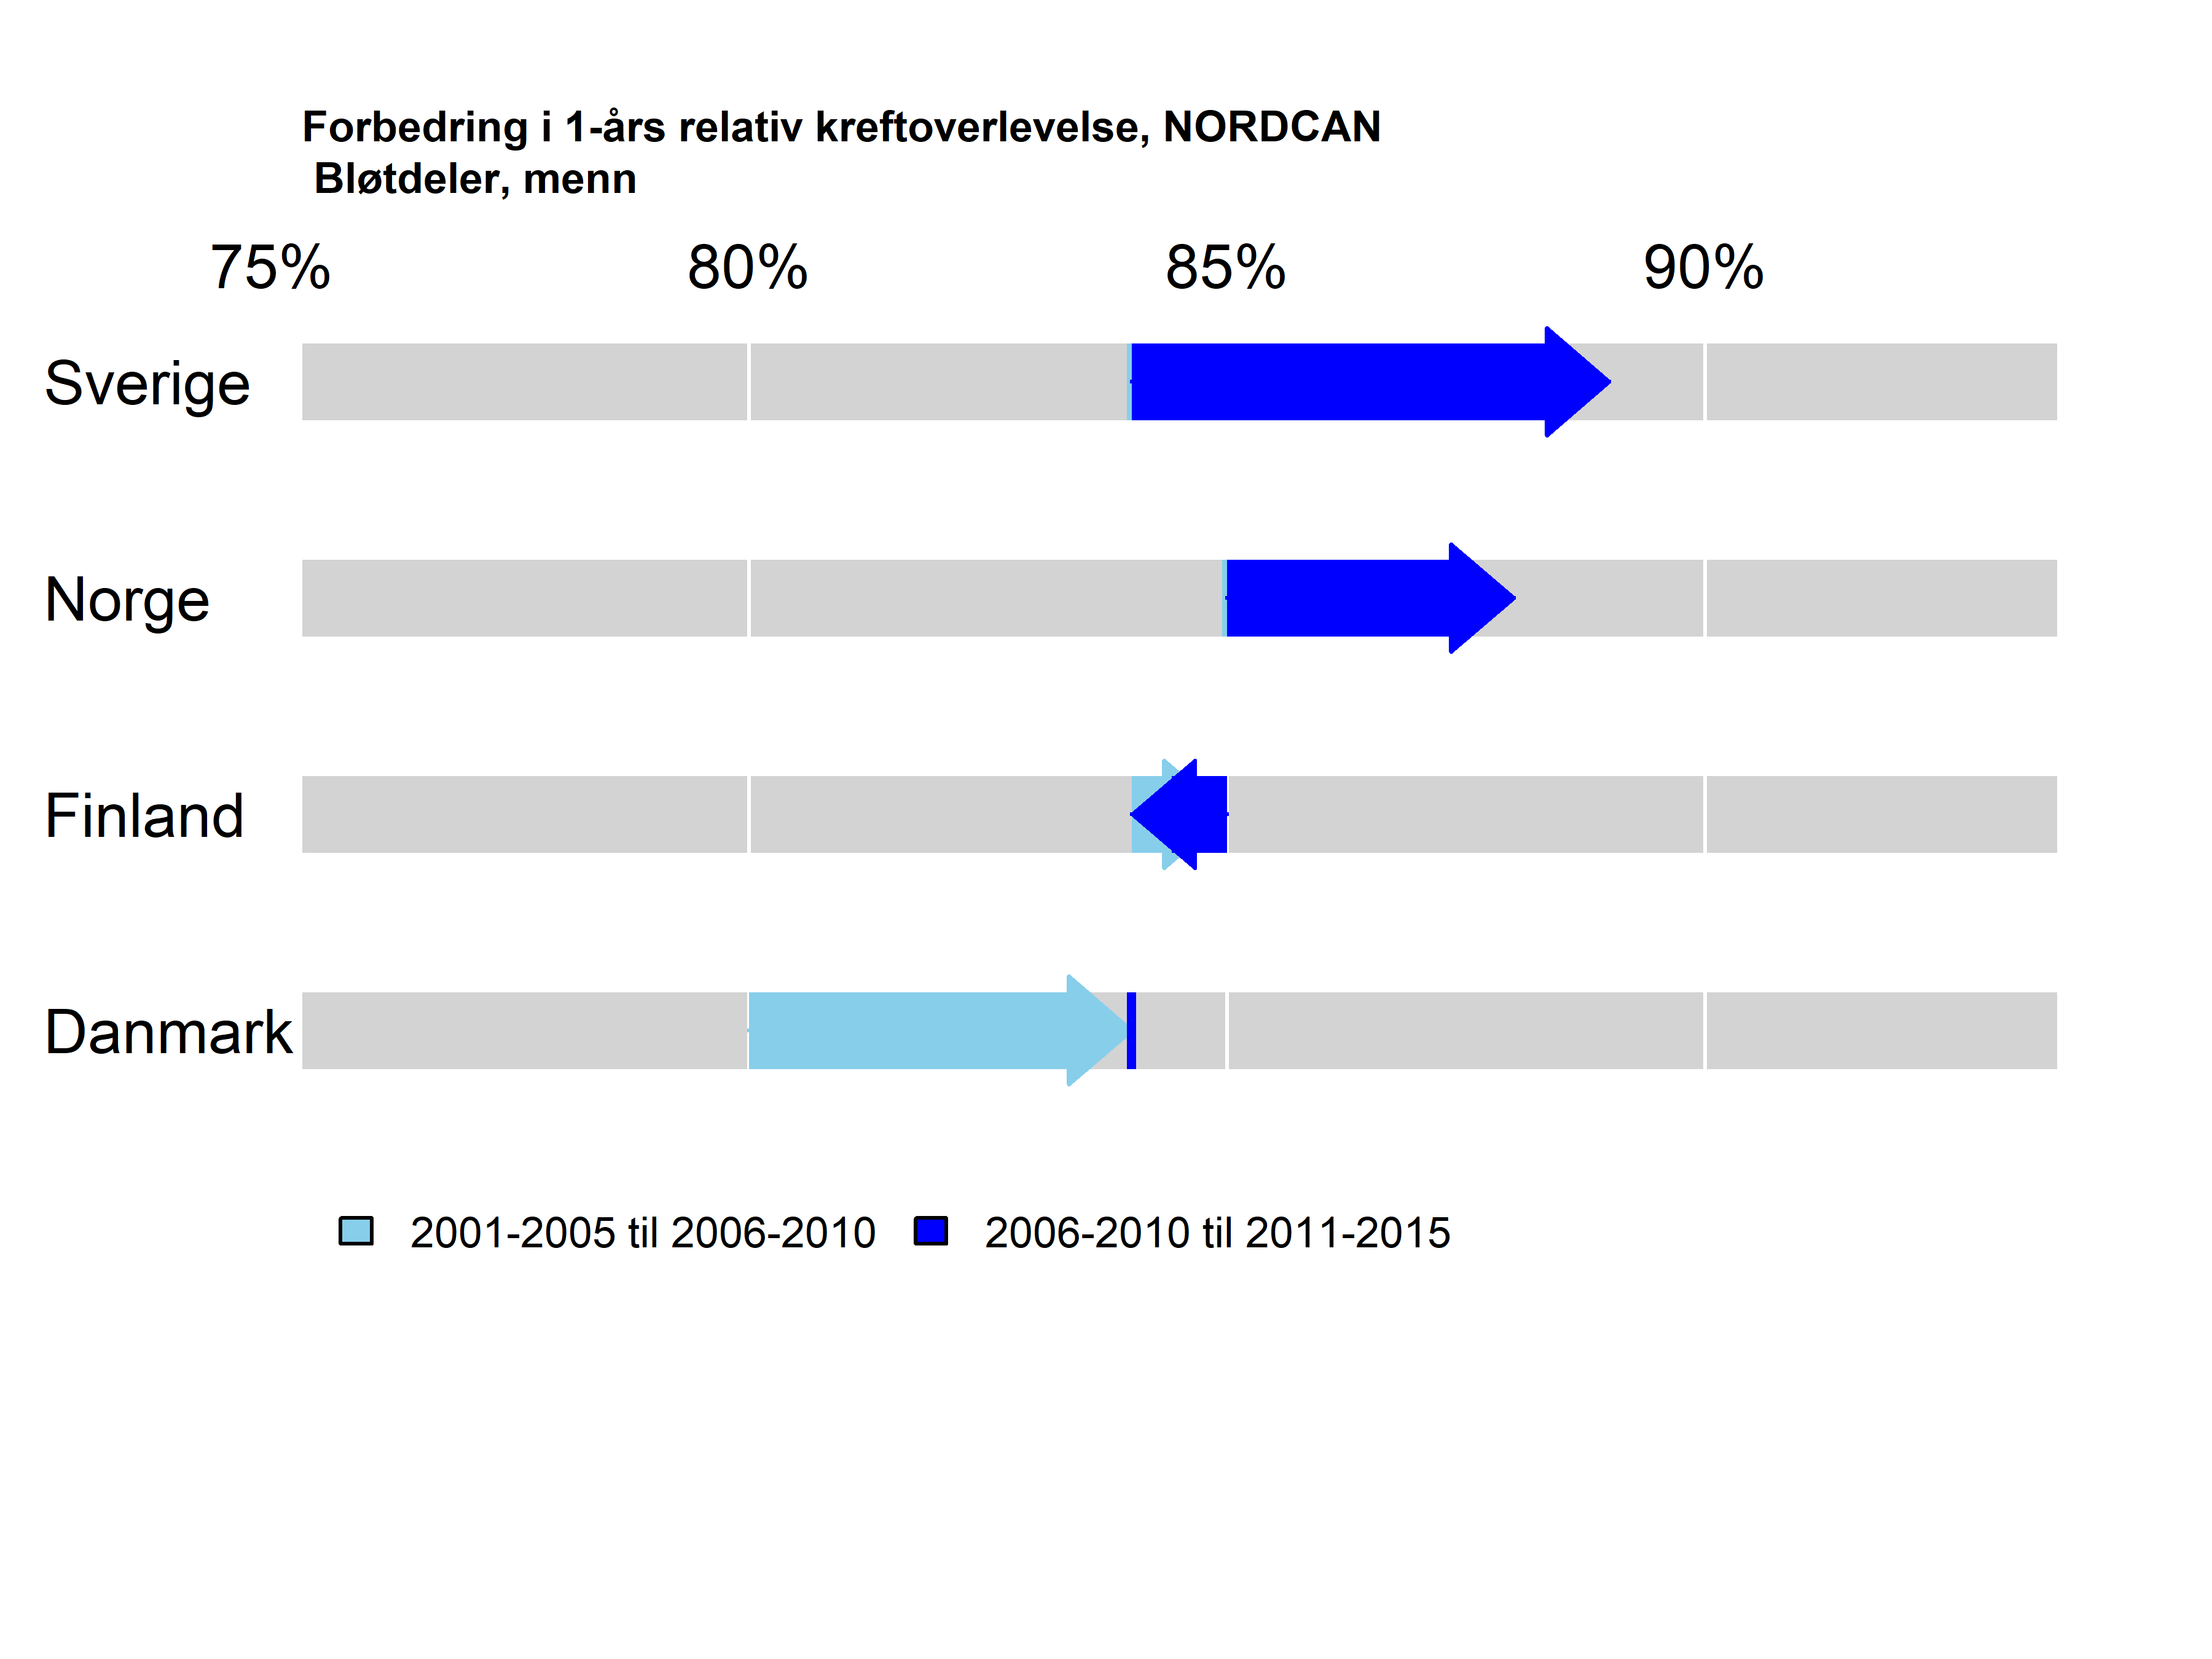 Forbedring i 1-års relativ kreftoverlevelse, NORDCAN
Bløtdeler, menn
75% 80% 85% 90%
Sverige
Norge
Finland
Danmark
2001-2005 til 2006-2010 2006-2010 til 2011-2015